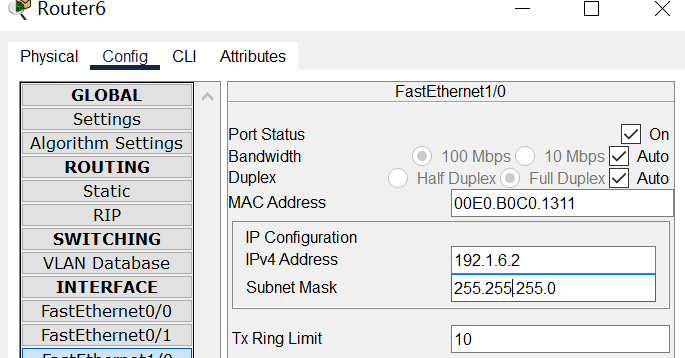 Router6
Physical Config CLI Attributes
GLOBAL
Settings
Algorithm Settings
ROUTING
Static
RIP
SWITCHING
VLAN Database
INTERFACE
FastEthernet0/0
FastEthernet0/1
FastEthernet1/0
FastEthernet1/0
Port Status On
Bandwidth 100 Mbps 10 Mbps Auto
Duplex Half Duplex Full Duplex Auto
MAC Address 00E0.B0C0.1311
IP Configuration
IPv4 Address 192.1.6.2
Subnet Mask 255.255.255.0
Tx Ring Limit 10